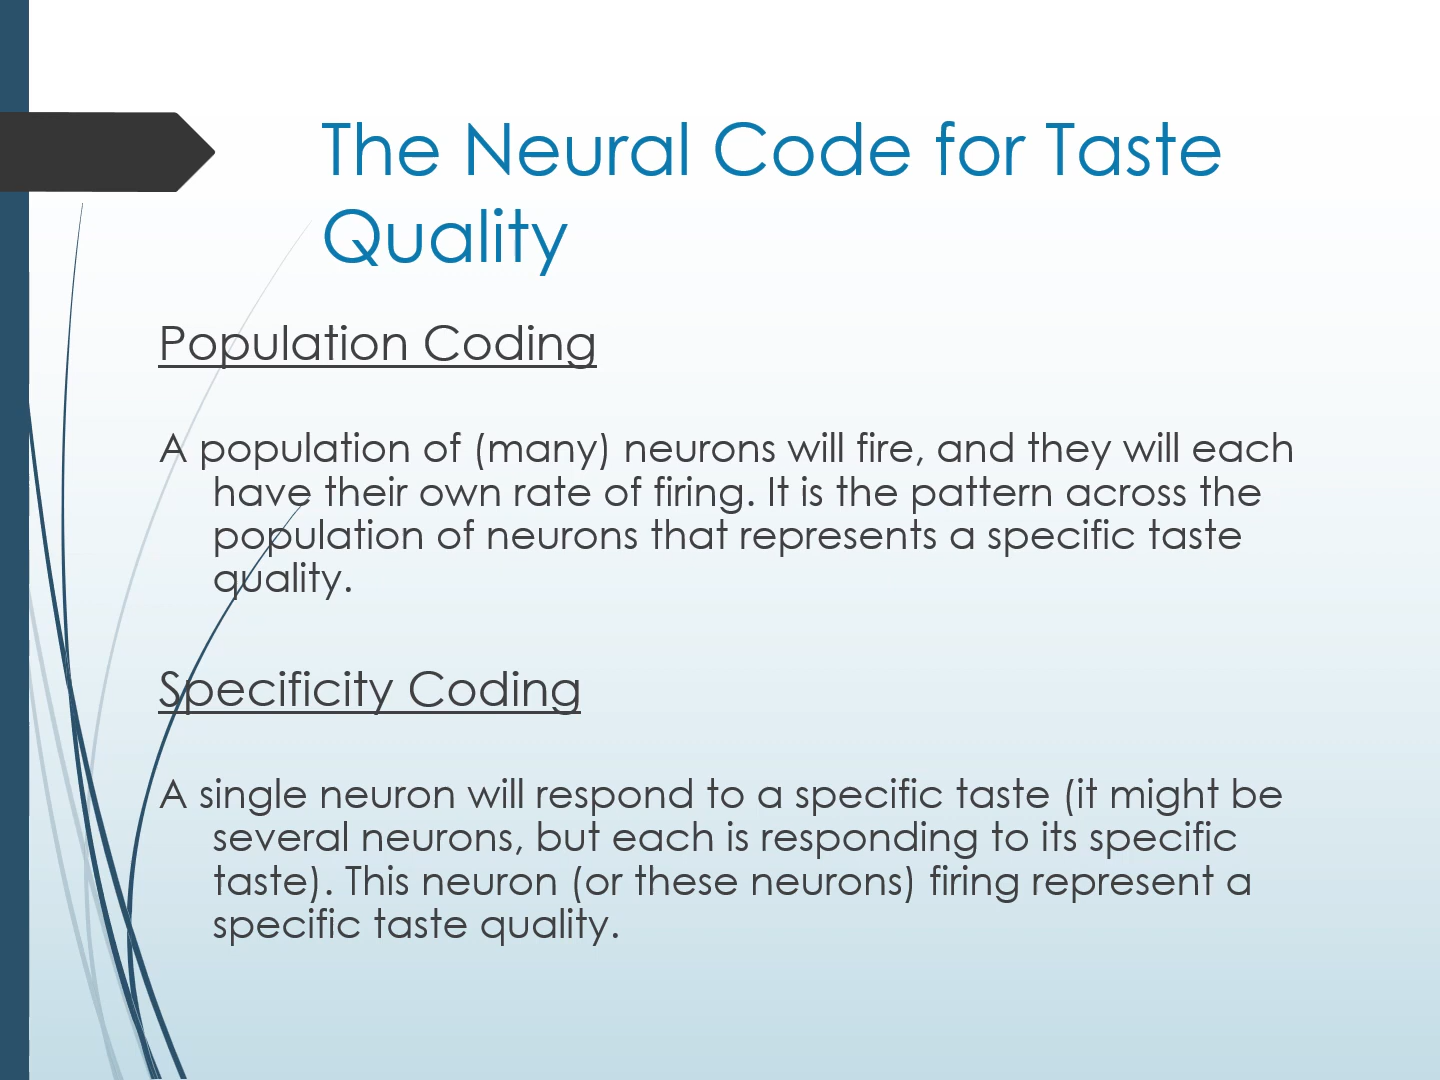 The Neural Code for Taste
Quality
Population Coding
A population of (many) neurons will fire, and they will each
have their own rate of firing. It is the pattern across the
population of neurons that represents a specific taste
quality.
Specificity Coding
A single neuron will respond to a specific taste (it might be
several neurons, but each is responding to its specific
taste). This neuron (or these neurons) firing represent a
specific taste quality.